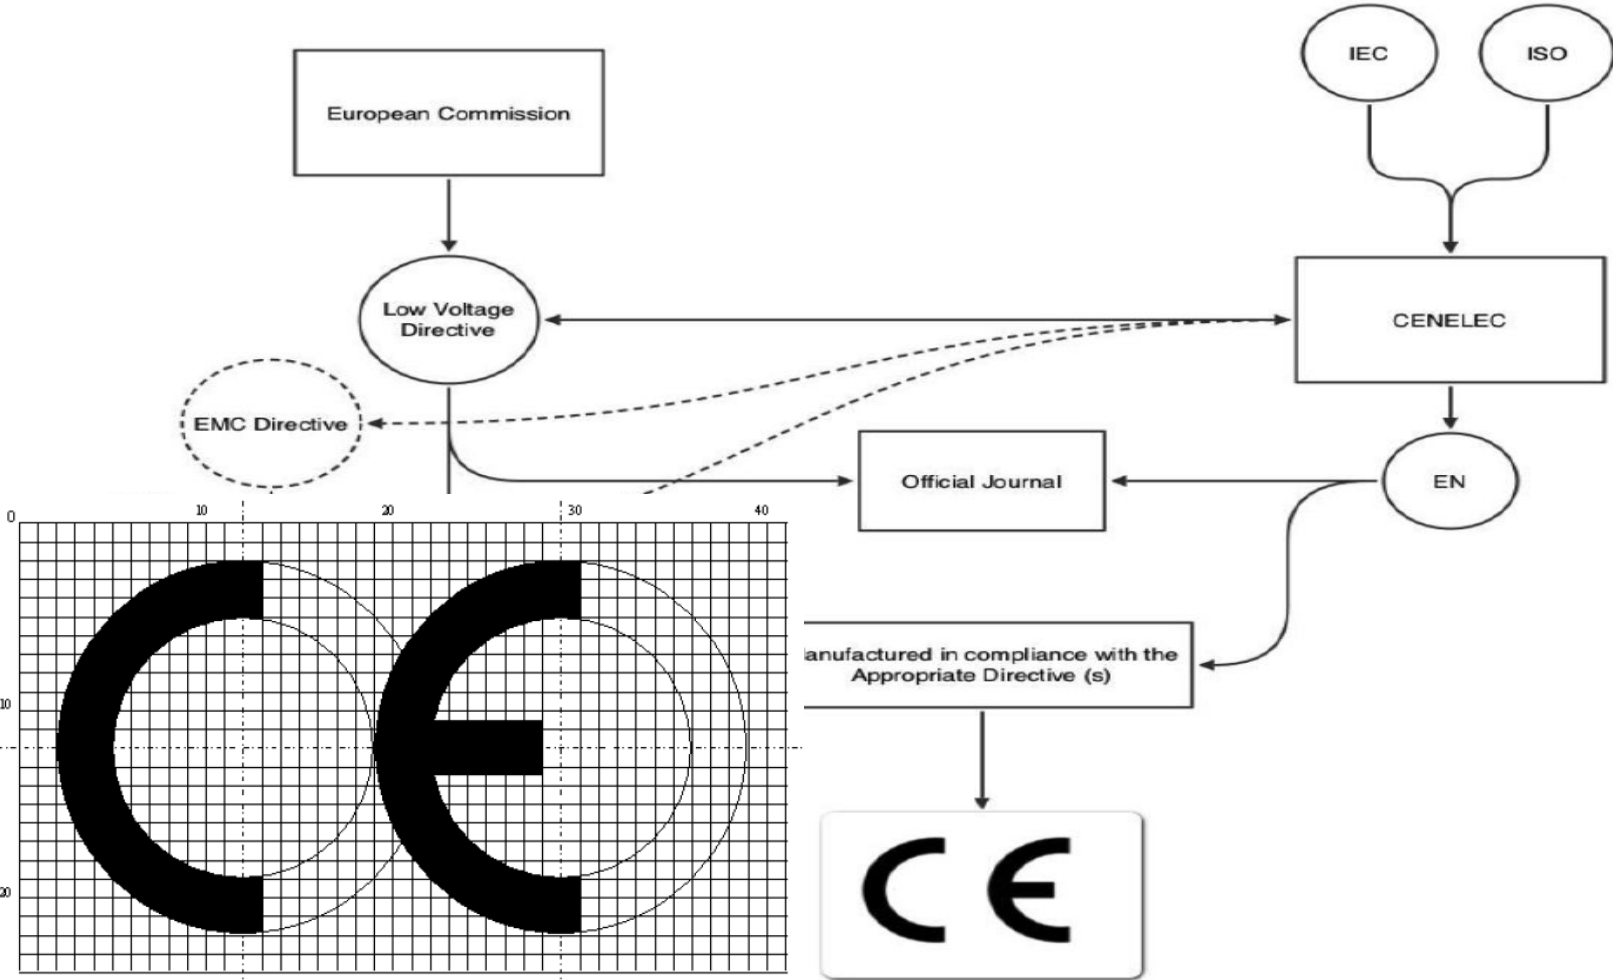 IEC
ISO
European Commission
Low Voltage
Directive
CENELEC
EMC Directive
Official Journal
EN
0
10
20
30
40
10
20
anufactured in compliance with the
Appropriate Directive (s)
CE
CE